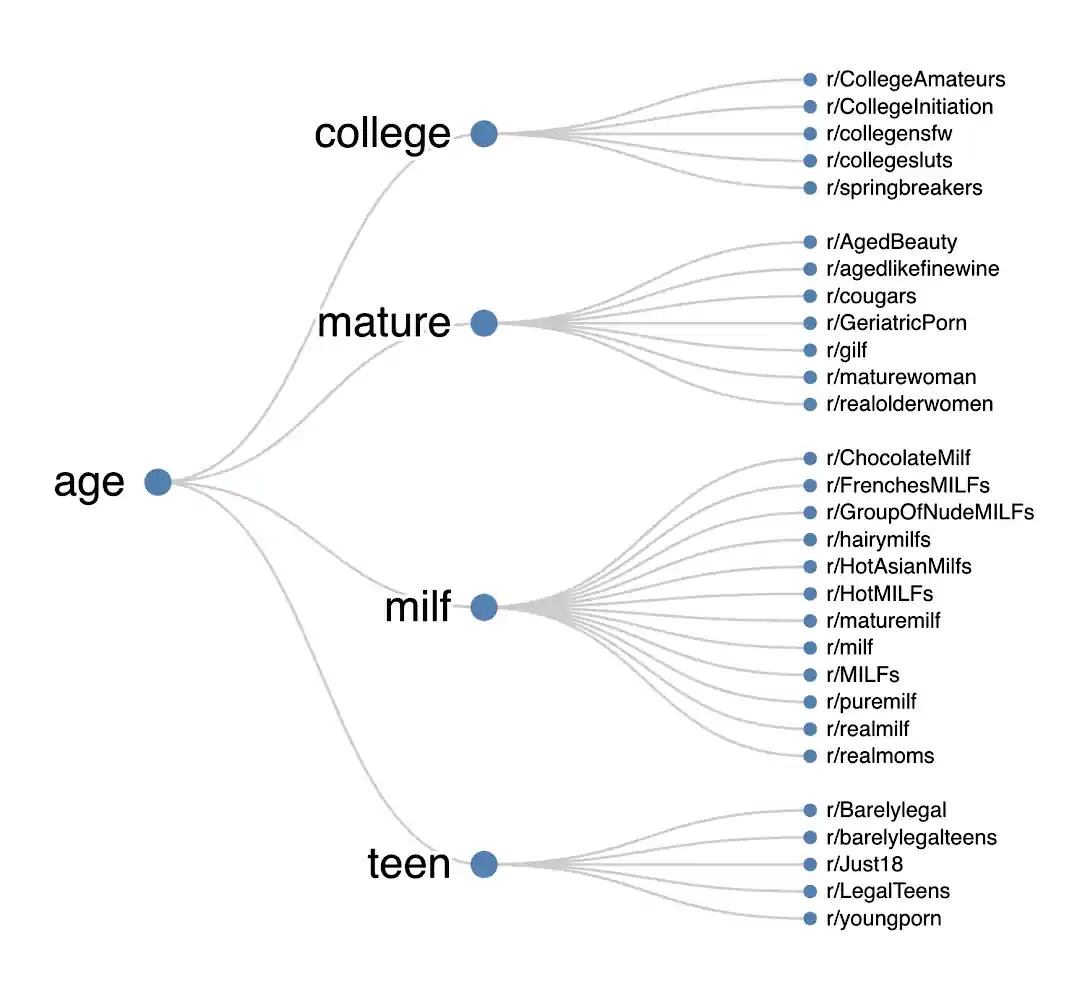 age
college
r/CollegeAmateurs
r/CollegeInitiation
r/collegensfw
r/collegesluts
r/springbreakers
mature
r/AgedBeauty
r/agedlikefinewine
r/cougars
r/GeriatricPorn
r/gilf
r/maturewoman
r/realolderwomen
milf
r/ChocolateMilf
r/FrenchesMILFs
r/GroupOfNudeMILFs
r/hairymilfs
r/HotAsianMilfs
r/HotMILFs
r/maturemilf
r/milf
r/MILFs
r/puremilf
r/realmilf
r/realmoms
teen
r/Barelylegal
r/barelylegalteens
r/Just18
r/LegalTeens
r/youngporn